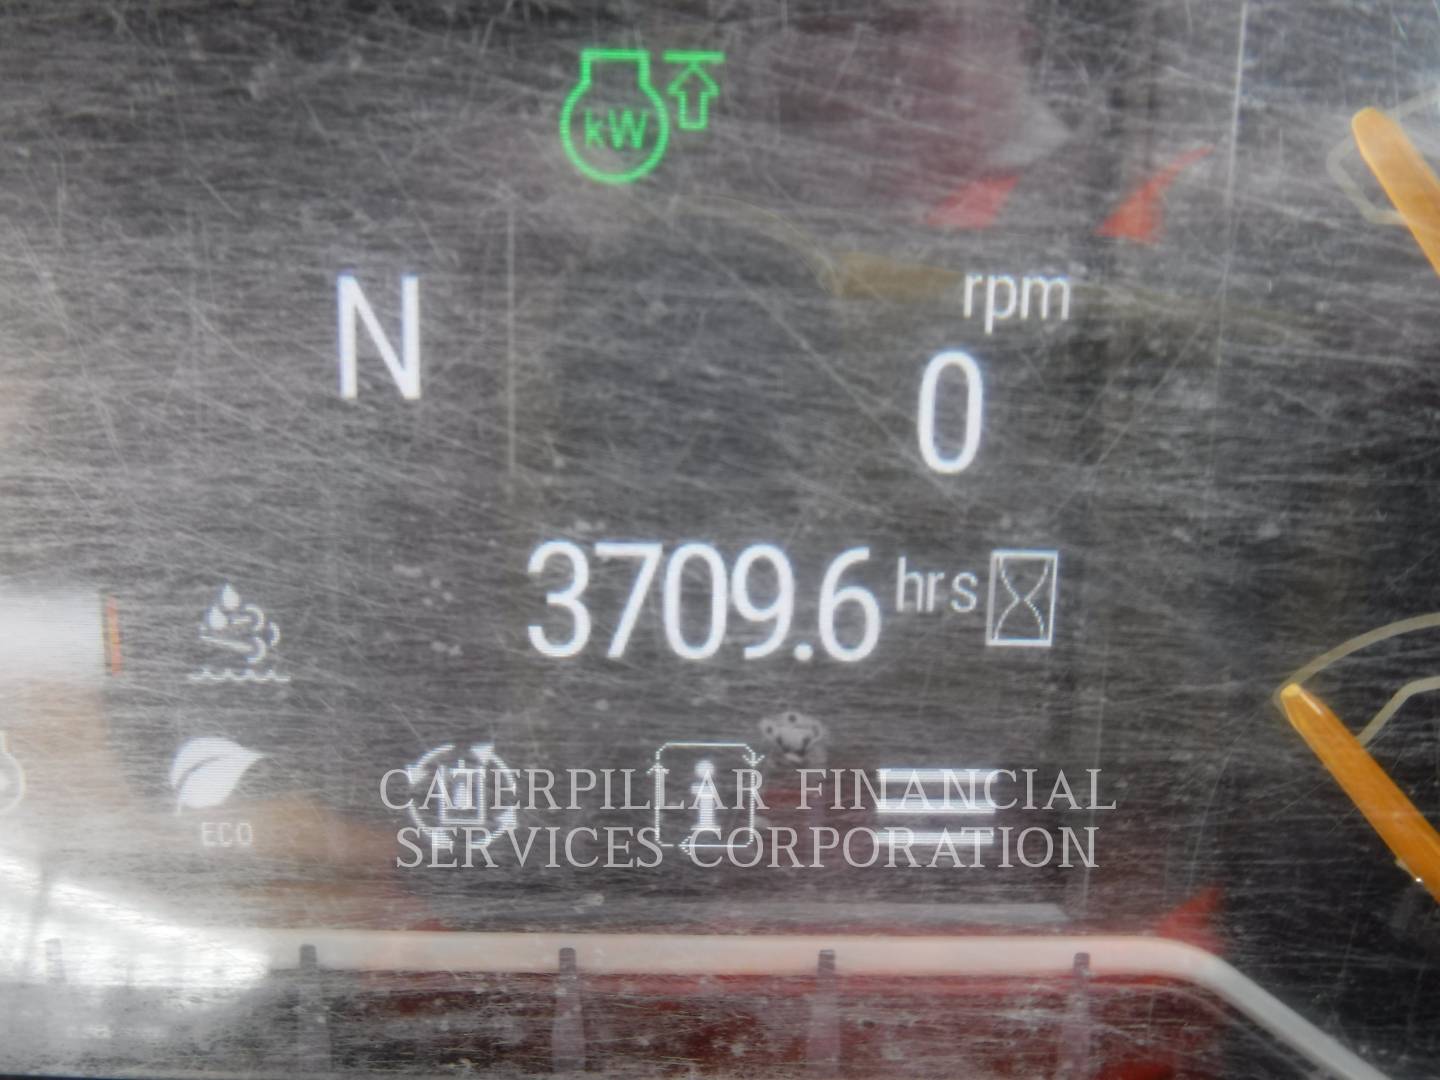 kW
N
rpm
0
3709.6 hrs
ECO
CATERPILLAR FINANCIAL
SERVICES CORPORATION